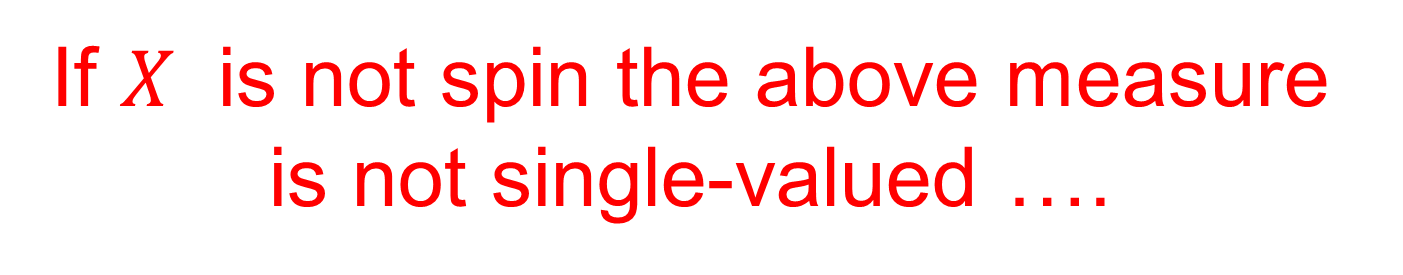 If X is not spin the above measure
is not single-valued ….